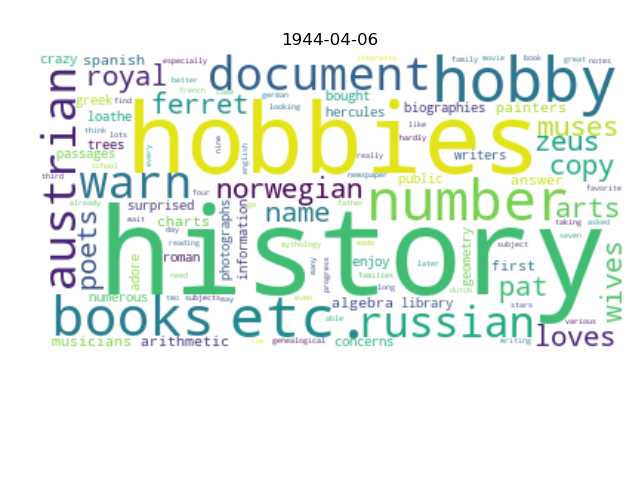 1944-04-06
crazy spanish especially interests family movie book great notes
royal better document hobby
french come german looking
greek find ferret bought biographies painters
loathe hercules like muses
think lots trees hobbies hardly zeus
passages every nine english really writers copy
school newspaper
third warn four norwegian public answer favorite
austrian already surprised father number arts
wait charts name taking asked
poets day photographs information history seven
reading mythology made geometry subject
adore roman many progress enjoy later first wives
need families
numerous two subjects may even long dutch pat stars
books etc. able algebra library various
russian
musicians arithmetic genealogical concerns writing loves